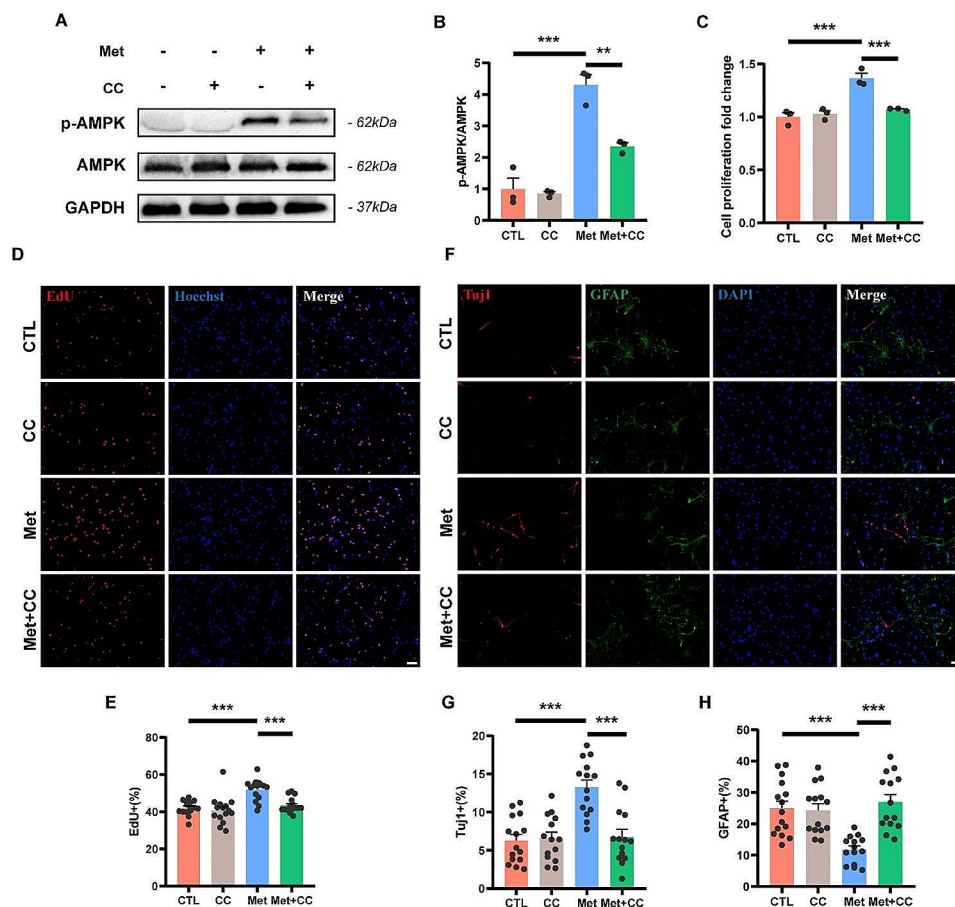 A
Met - - + +
CC - + - +
p-AMPK - 62kDa
AMPK - 62kDa
GAPDH - 37kDa
B
p-AMPK/AMPK
5
4
3
2
1
0
*** **
CTL CC Met Met+CC
C
Cell proliferation fold change
1.5
1.0
0.5
0.0
*** ***
CTL CC Met Met+CC
D
EdU Hocchst Merge
CTL
CC
Met
Met+CC
F
Tuj1 GFAP DAPI Merge
CTL
CC
Met
Met+CC
E
EdU+(%)
80
60
40
20
0
*** ***
CTL CC Met Met+CC
G
Tuj1+(%)
20
15
10
5
0
*** ***
CTL CC Met Met+CC
H
GFAP+(%)
50
40
30
20
10
0
*** ***
CTL CC Met Met+CC